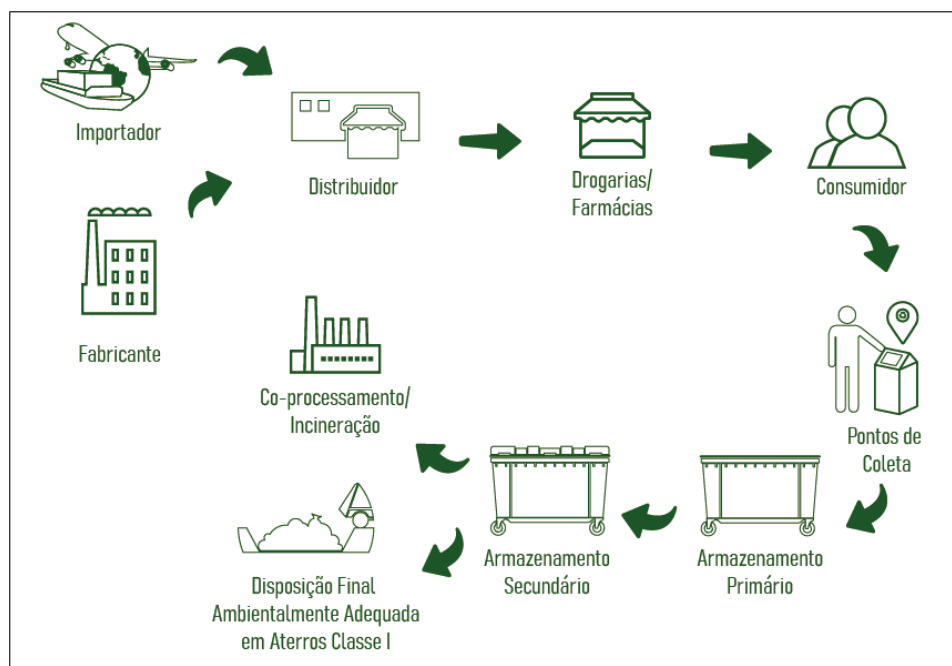 Importador
Distribuidor
Drogarias/
Farmácias
Consumidor
Fabricante
Co-processamento/
Incineração
Pontos de
Coleta
Armazenamento
Primário
Armazenamento
Secundário
Disposição Final
Ambientalmente Adequada
em Aterros Classe I